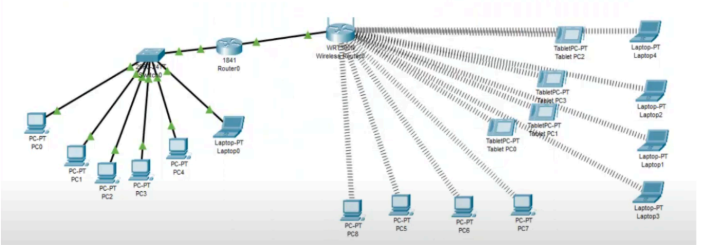 1841
Router0
Wireless Router0
TabletPC-PT
Tablet PC2
Laptop-PT
Laptop4
TabletPC-PT
Tablet PC3
Laptop-PT
Laptop2
TabletPC-PT
Tablet PC1
TabletPC-PT
Tablet PC0
Laptop-PT
Laptop1
Laptop-PT
Laptop3
PC-PT
PC0
PC-PT
PC1
PC-PT
PC2
PC-PT
PC3
PC-PT
PC4
Laptop-PT
Laptop0
PC-PT
PC8
PC-PT
PC5
PC-PT
PC6
PC-PT
PC7